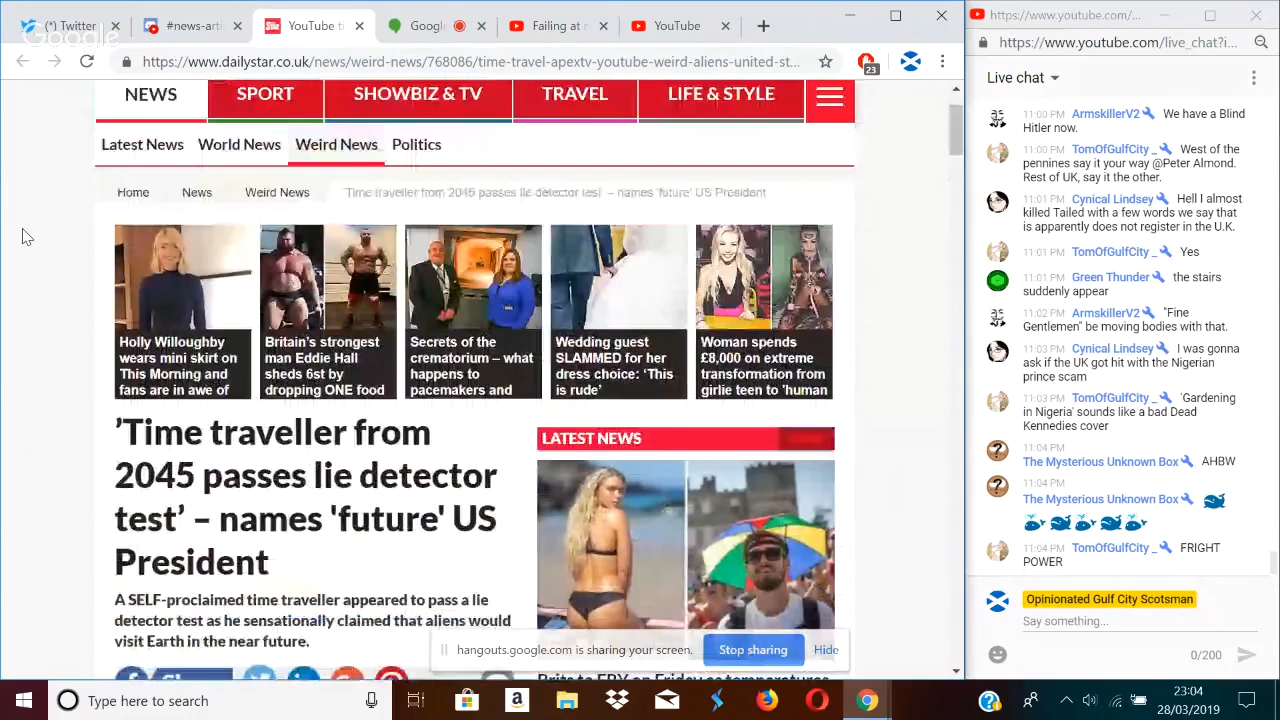 (*) Twitter
#news-arti
YouTube ti
Google
Failing at r
YouTube
Google
https://www.dailystar.co.uk/news/weird-news/768086/time-travel-apextv-youtube-weird-aliens-united-st...
23
NEWS
SPORT
SHOWBIZ & TV
TRAVEL
LIFE & STYLE
Latest News
World News
Weird News
Politics
Home
News
Weird News
'Time traveller from '2045 passes lie detector test' – names 'future' US President
Holly Willoughby
wears mini skirt on
This Morning and
fans are in awe of
Britain's strongest
man Eddie Hall
sheds 6st by
dropping ONE food
Secrets of the
crematorium – what
happens to
pacemakers and
Wedding guest
SLAMMED for her
dress choice: 'This
is rude'
Woman spends
£8,000 on extreme
transformation from
girlie teen to 'human
’Time traveller from
2045 passes lie detector
test’ – names 'future' US
President
A SELF-proclaimed time traveller appeared to pass a lie
detector test as he sensationally claimed that aliens would
visit Earth in the near future.
LATEST NEWS
hangouts.google.com is sharing your screen.
Stop sharing
Hide
https://www.youtube.com/...
https://www.youtube.com/live_chat?i...
Live chat
11:00 PM ArmskillerV2 We have a Blind
Hitler now.
11:00 PM TomOfGulfCity _ West of the
pennines say it your way @Peter Almond.
Rest of UK, say it the other.
11:01 PM Cynical Lindsey Hell I almost
killed Tailed with a few words we say that
is apparently does not register in the U.K.
11:01 PM TomOfGulfCity _ Yes
11:01 PM Green Thunder the stairs
suddenly appear
11:02 PM ArmskillerV2 "Fine
Gentlemen" be moving bodies with that.
11:03 PM Cynical Lindsey I was gonna
ask if the UK got hit with the Nigerian
prince scam
11:03 PM TomOfGulfCity _ 'Gardening
in Nigeria' sounds like a bad Dead
Kennedies cover
11:04 PM
The Mysterious Unknown Box AHBW
11:04 PM
The Mysterious Unknown Box
11:04 PM TomOfGulfCity _ FRIGHT
POWER
Opinionated Gulf City Scotsman
Say something...
0/200
Type here to search
23:04
28/03/2019